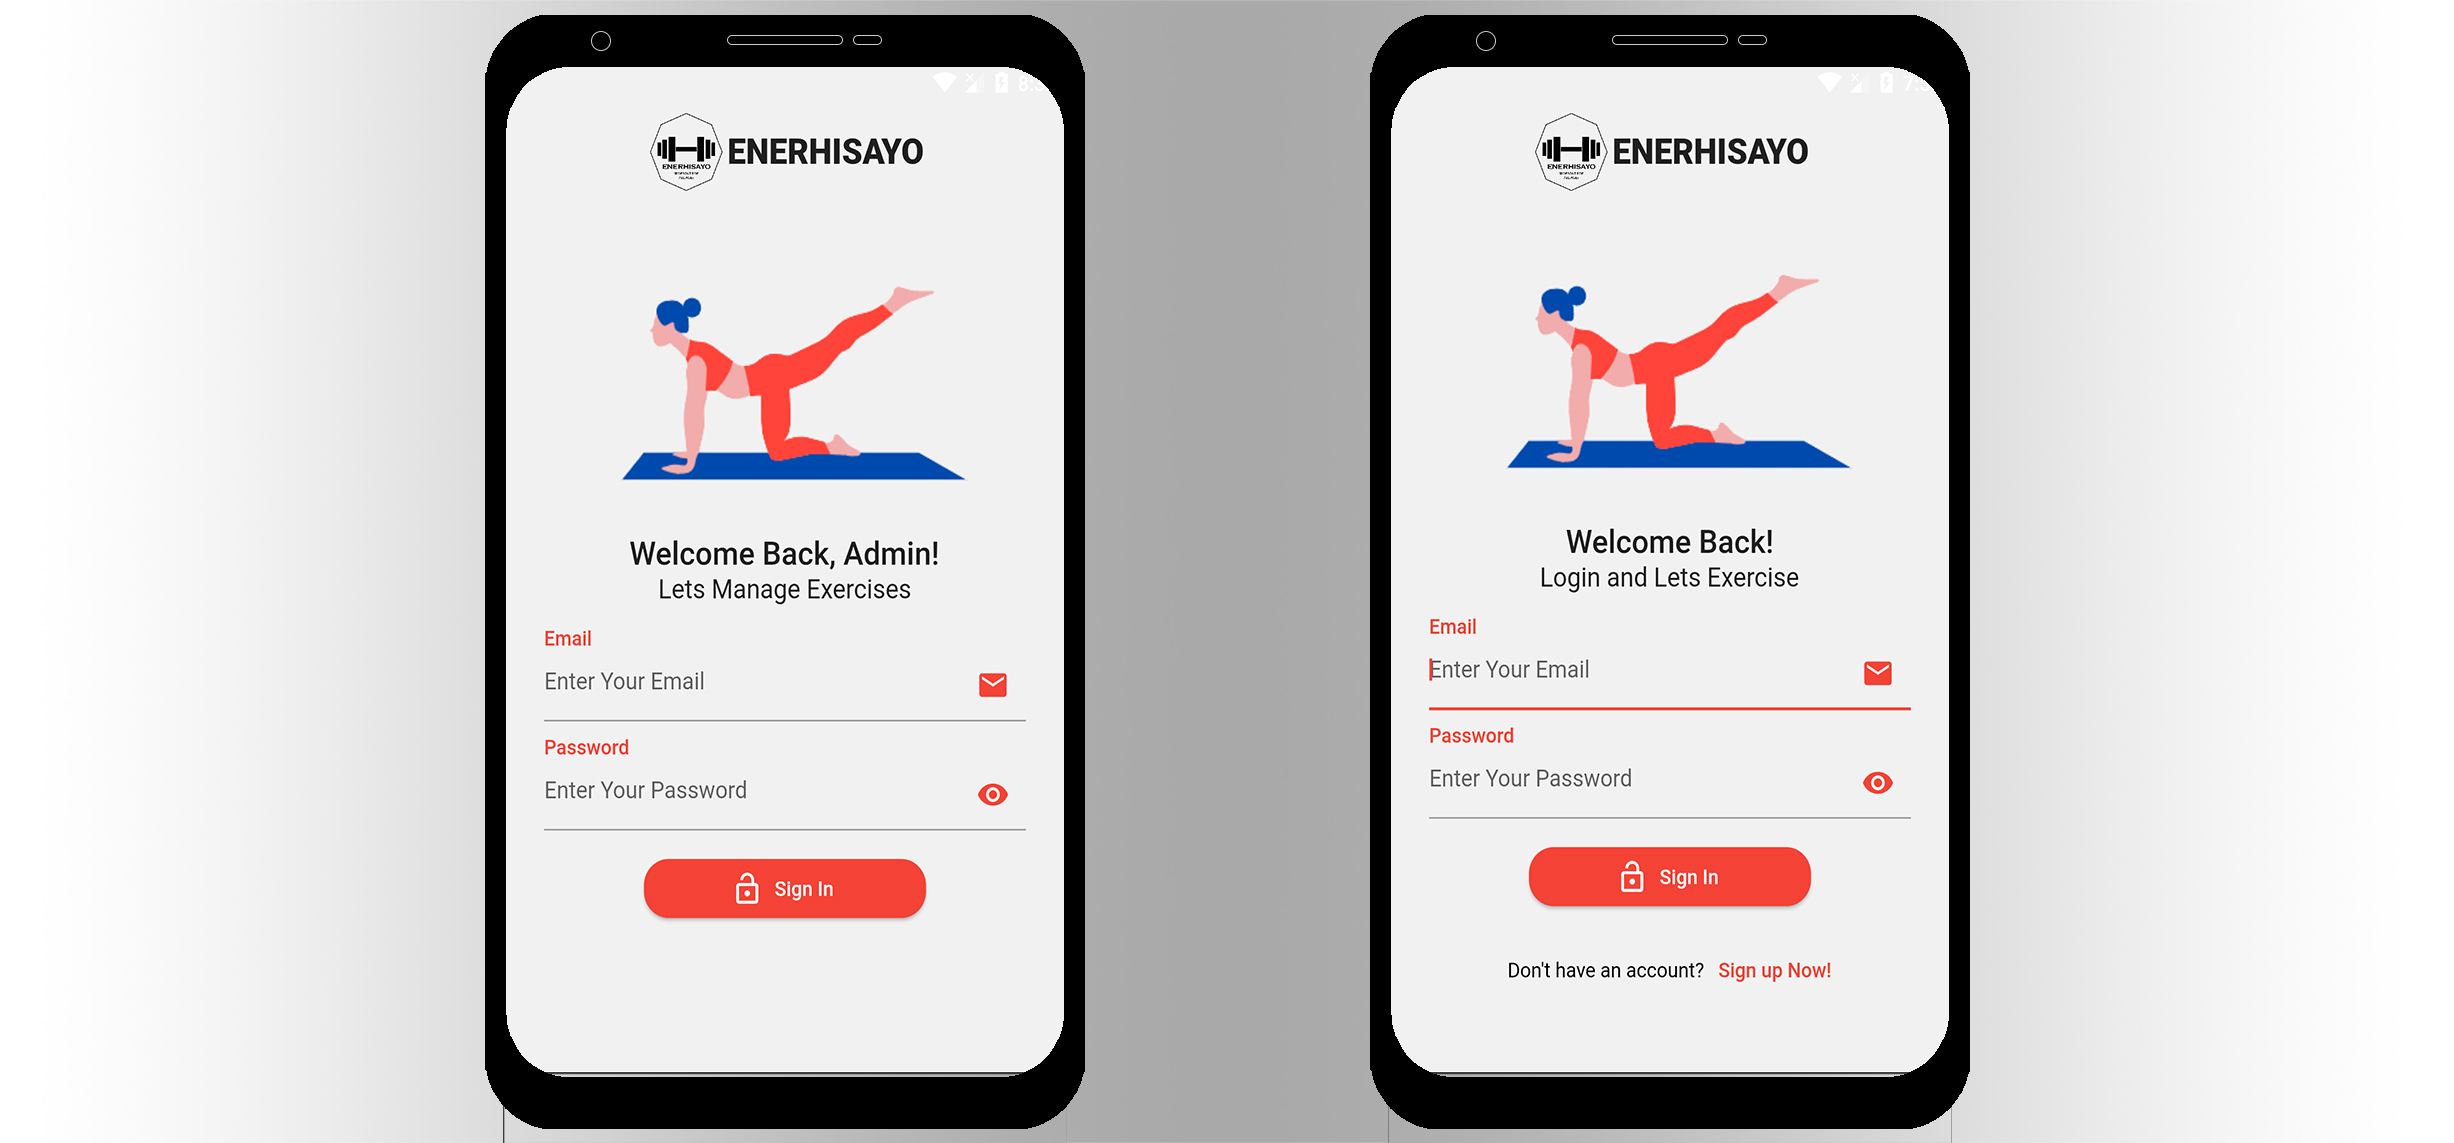 ENERHISAYO
ENERHISAYO
Welcome Back, Admin!
Lets Manage Exercises
Email
Enter Your Email
Password
Enter Your Password
Sign In
ENERHISAYO
ENERHISAYO
Welcome Back!
Login and Lets Exercise
Email
Enter Your Email
Password
Enter Your Password
Sign In
Don't have an account? Sign up Now!